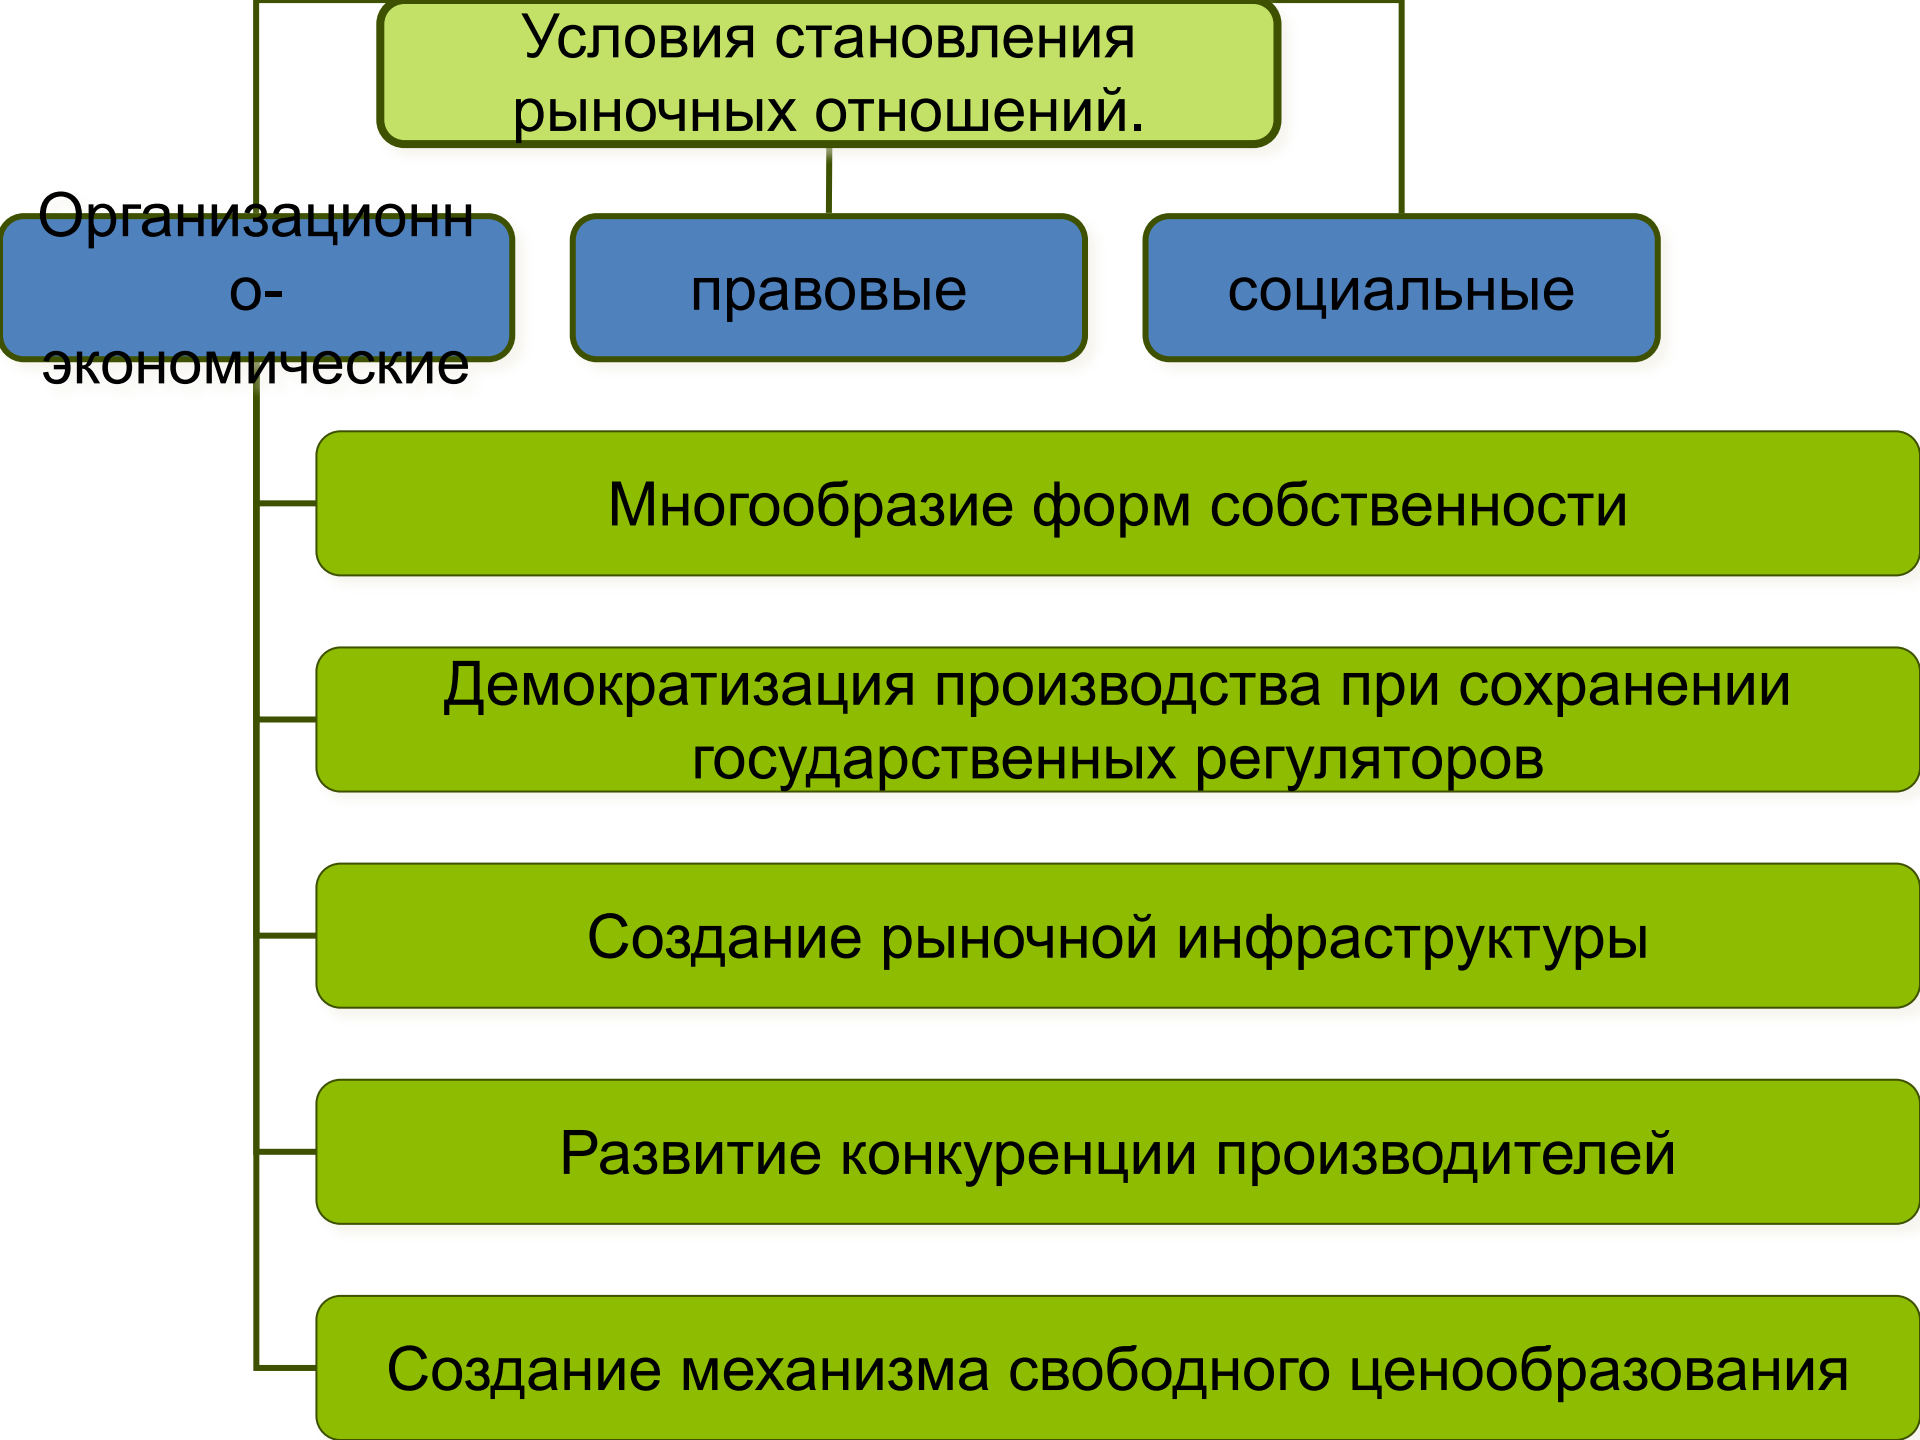 Условия становления
рыночных отношений.
Организационн
о-
экономические
правовые
социальные
Многообразие форм собственности
Демократизация производства при сохранении
государственных регуляторов
Создание рыночной инфраструктуры
Развитие конкуренции производителей
Создание механизма свободного ценообразования